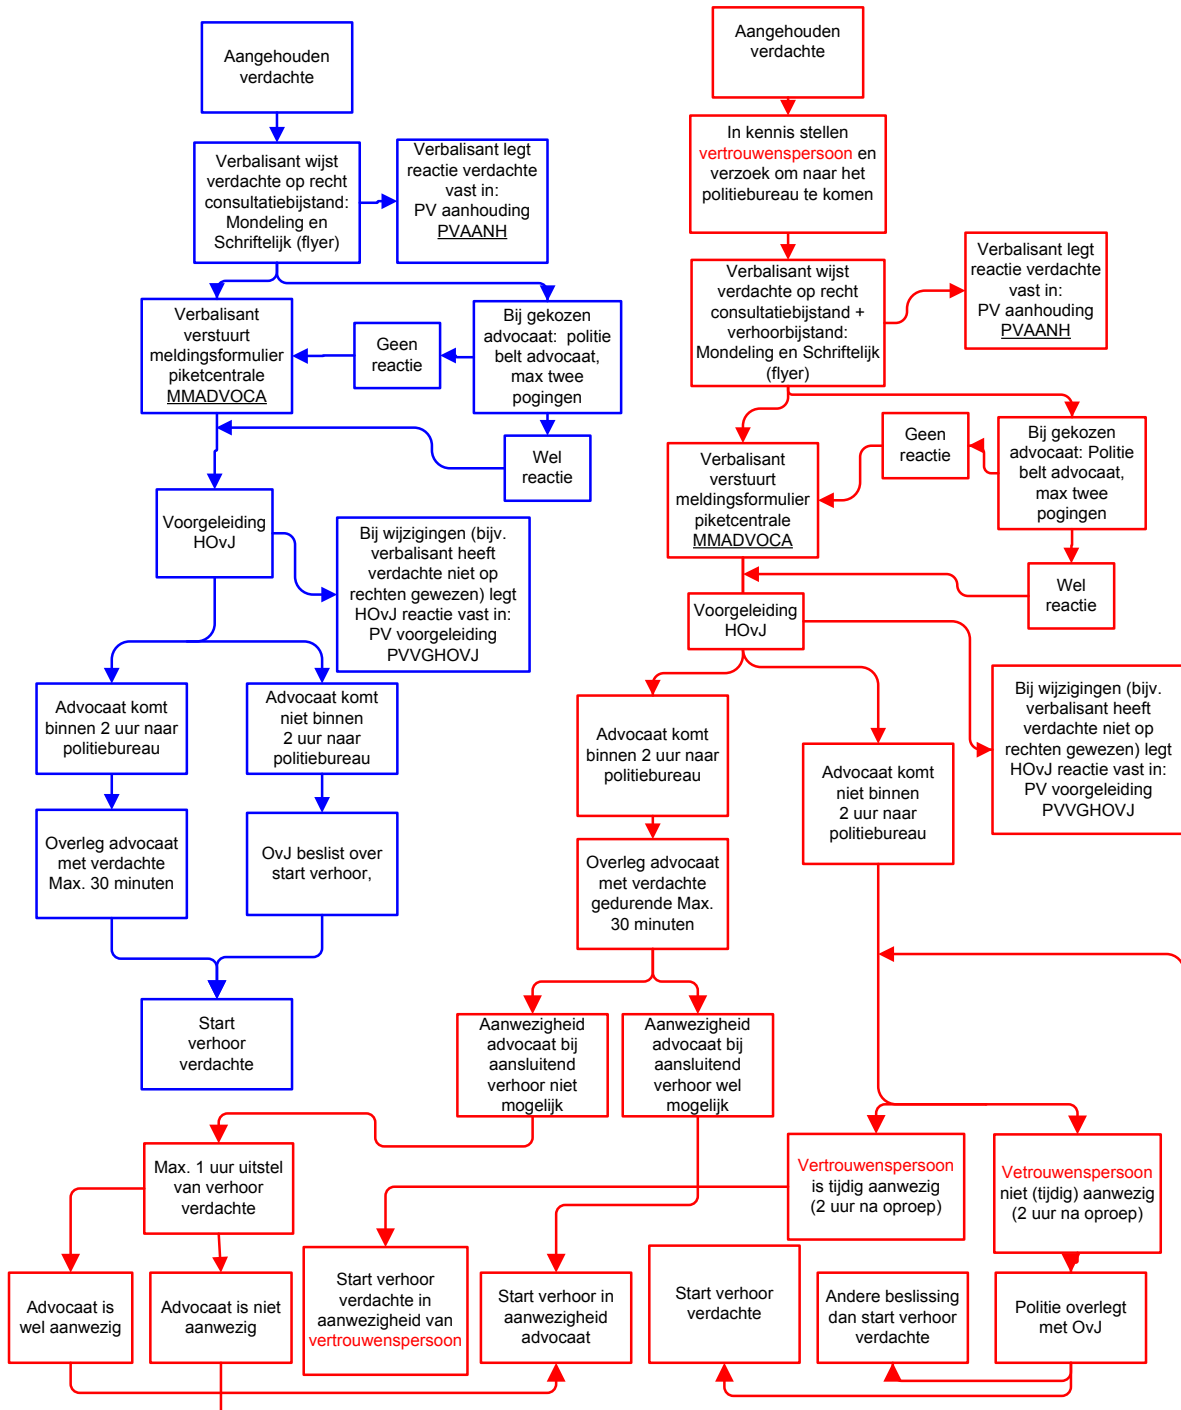 Aangehouden
verdachte
Verbalisant wijst
verdachte op recht
consultatiebijstand:
Mondeling en
Schriftelijk (flyer)
Verbalisant legt
reactie verdachte
vast in:
PV aanhouding
PVAANH
Verbalisant
verstuurt
meldingsformulier
piketcentrale
MMADVOCA
Geen
reactie
Bij gekozen
advocaat: politie
belt advocaat,
max twee
pogingen
Wel
reactie
Voorgeleiding
HOvJ
Bij wijzigingen (bijv.
verbalisant heeft
verdachte niet op
rechten gewezen) legt
HOvJ reactie vast in:
PV voorgeleiding
PVVGHOVJ
Advocaat komt
binnen 2 uur naar
politiebureau
Advocaat komt
niet binnen
2 uur naar
politiebureau
Overleg advocaat
met verdachte
Max. 30 minuten
OvJ beslist over
start verhoor,
Start
verhoor
verdachte
Aangehouden
verdachte
In kennis stellen
vertrouwenspersoon en
verzoek om naar het
politiebureau te komen
Verbalisant wijst
verdachte op recht
consultatiebijstand +
verhoorbijstand:
Mondeling en Schriftelijk
(flyer)
Verbalisant legt
reactie verdachte
vast in:
PV aanhouding
PVAANH
Verbalisant
verstuurt
meldingsformulier
piketcentrale
MMADVOCA
Geen
reactie
Bij gekozen
advocaat: Politie
belt advocaat,
max twee
pogingen
Wel
reactie
Voorgeleiding
HOvJ
Bij wijzigingen (bijv.
verbalisant heeft
verdachte niet op
rechten gewezen) legt
HOvJ reactie vast in:
PV voorgeleiding
PVVGHOVJ
Advocaat komt
binnen 2 uur naar
politiebureau
Advocaat komt
niet binnen
2 uur naar
politiebureau
Overleg advocaat
met verdachte
gedurende Max.
30 minuten
Aanwezigheid
advocaat bij
aansluitend
verhoor niet
mogelijk
Aanwezigheid
advocaat bij
aansluitend
verhoor wel
mogelijk
Max. 1 uur uitstel
van verhoor
verdachte
Vertrouwenspersoon
is tijdig aanwezig
(2 uur na oproep)
Vetrouwenspersoon
niet (tijdig) aanwezig
(2 uur na oproep)
Advocaat is
wel aanwezig
Advocaat is niet
aanwezig
Start verhoor
verdachte in
aanwezigheid van
vertrouwenspersoon
Start verhoor in
aanwezigheid
advocaat
Start verhoor
verdachte
Andere beslissing
dan start verhoor
verdachte
Politie overlegt
met OvJ